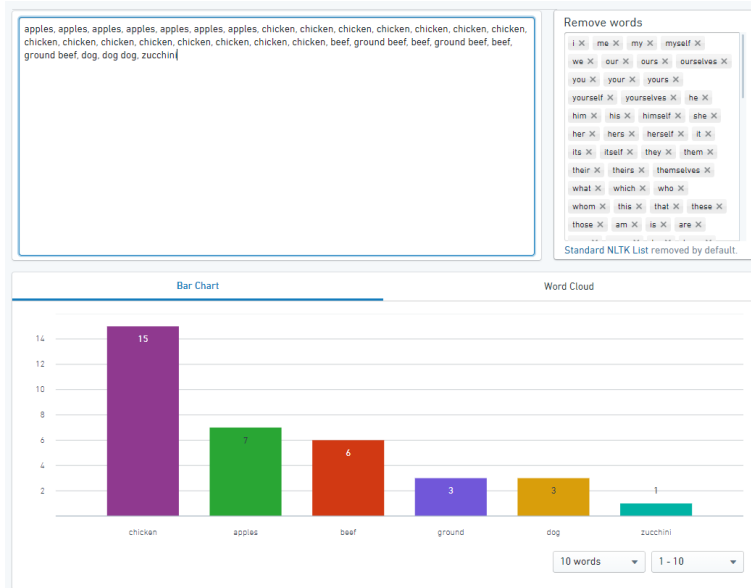 apples, apples, apples, apples, apples, apples, apples, chicken, chicken, chicken, chicken, chicken, chicken, chicken,
chicken, chicken, chicken, chicken, chicken, chicken, chicken, chicken, beef, ground beef, beef, ground beef, beef,
ground beef, dog, dog dog, zucchini
Remove words
i × me × my × myself ×
we × our × ours × ourselves ×
you × your × yours ×
yourself × yourselves × he ×
him × his × himself × she ×
her × hers × herself × it ×
its × itself × they × them ×
their × theirs × themselves ×
what × which × who ×
whom × this × that × these ×
those × am × is × are ×
Standard NLTK List removed by default.
Bar Chart Word Cloud
14
12
10
8
6
4
2
15
7
6
3
3
1
chicken apples beef ground dog zucchini
10 words 1 - 10